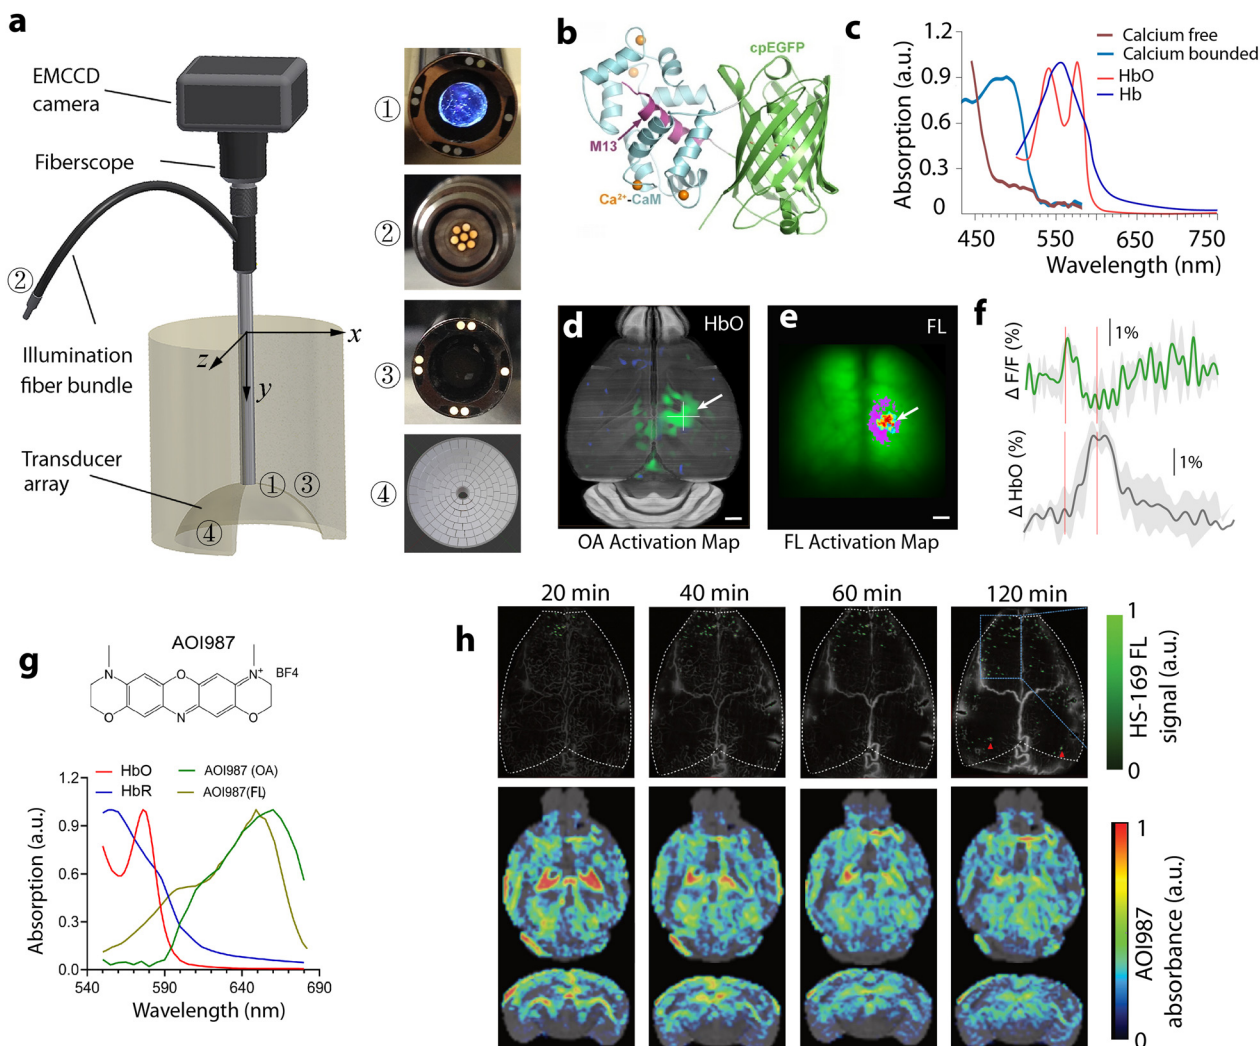 a
EMCCD
camera
Fiberscope
②
Illumination
fiber bundle
x
z
y
Transducer
array
① ③
④
①
②
③
④
b
cpEGFP
M13
Ca²⁺-CaM
c
Calcium free
Calcium bounded
HbO
Hb
Absorption (a.u.)
1.2
0.9
0.6
0.3
0
450 550 650 750
Wavelength (nm)
d
HbO
OA Activation Map
e
FL
FL Activation Map
f
Δ F/F (%)
1%
Δ HbO (%)
1%
g
AOI987
N
O
N⁺
BF4
O
N
O
HbO
HbR
AOI987 (OA)
AOI987(FL)
Absorption (a.u.)
1.2
0.9
0.6
0.3
0.0
540 590 640 690
Wavelength (nm)
h
20 min 40 min 60 min 120 min
1
HS-169 FL
signal (a.u.)
0
1
AOI987
absorbance (a.u.)
0